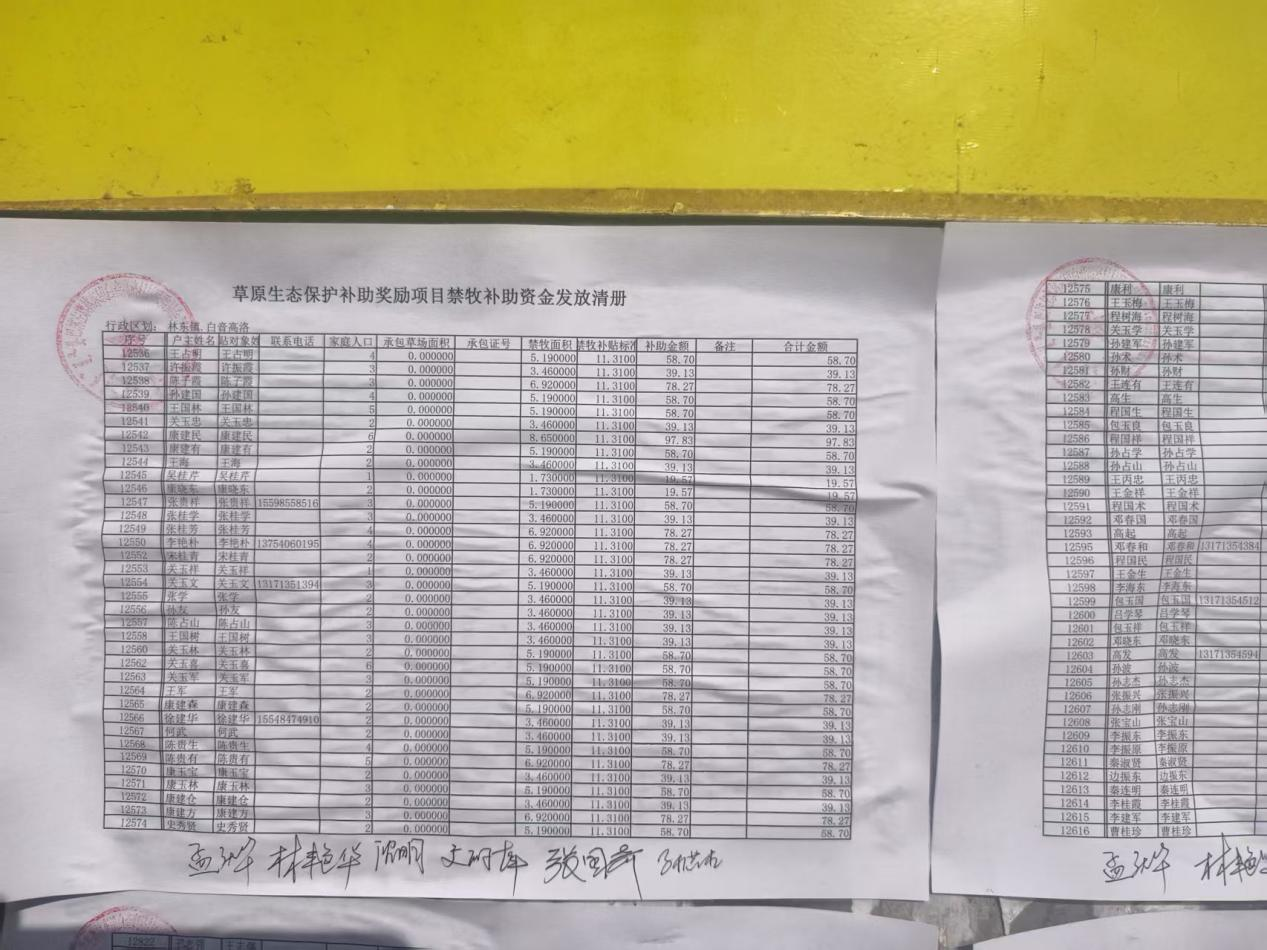 草原生态保护补助奖励项目禁牧补助资金发放清册
行政区划: 林东镇.白音高洛
序号 户主姓名 贴对象姓 联系电话 家庭人口 承包草场面积 承包证号 禁牧面积 禁牧补贴标准 补助金额 备注 合计金额
12536 王占明 王占明 4 0.000000 5.190000 11.3100 58.70 58.70
12537 许振霞 许振霞 3 0.000000 3.460000 11.3100 39.13 39.13
12538 陈子霞 陈子霞 3 0.000000 6.920000 11.3100 78.27 78.27
12539 孙建国 孙建国 4 0.000000 5.190000 11.3100 58.70 58.70
12540 王国林 王国林 5 0.000000 5.190000 11.3100 58.70 58.70
12541 关玉忠 关玉忠 2 0.000000 3.460000 11.3100 39.13 39.13
12542 康建民 康建民 6 0.000000 8.650000 11.3100 97.83 97.83
12543 康建有 康建有 2 0.000000 5.190000 11.3100 58.70 58.70
12544 王海 王海 2 0.000000 3.460000 11.3100 39.13 39.13
12545 吴桂芹 吴桂芹 1 0.000000 1.730000 11.3100 19.57 19.57
12546 康晓东 康晓东 2 0.000000 1.730000 11.3100 19.57 19.57
12547 张贵祥 张贵祥 15598558516 3 0.000000 5.190000 11.3100 58.70 58.70
12548 张桂学 张桂学 3 0.000000 3.460000 11.3100 39.13 39.13
12549 张桂芳 张桂芳 4 0.000000 6.920000 11.3100 78.27 78.27
12550 李艳朴 李艳朴 13754060195 4 0.000000 6.920000 11.3100 78.27 78.27
12552 宋桂青 宋桂青 2 0.000000 6.920000 11.3100 78.27 78.27
12553 关玉祥 关玉祥 1 0.000000 3.460000 11.3100 39.13 39.13
12554 关玉文 关玉文 13171351394 3 0.000000 5.190000 11.3100 58.70 58.70
12555 张学 张学 2 0.000000 3.460000 11.3100 39.13 39.13
12556 孙友 孙友 2 0.000000 3.460000 11.3100 39.13 39.13
12557 陈占山 陈占山 3 0.000000 3.460000 11.3100 39.13 39.13
12558 王国树 王国树 3 0.000000 3.460000 11.3100 39.13 39.13
12560 关玉林 关玉林 2 0.000000 5.190000 11.3100 58.70 58.70
12562 关玉喜 关玉喜 6 0.000000 5.190000 11.3100 58.70 58.70
12563 关玉军 关玉军 3 0.000000 5.190000 11.3100 58.70 58.70
12564 王军 王军 2 0.000000 6.920000 11.3100 78.27 78.27
12565 康建森 康建森 2 0.000000 5.190000 11.3100 58.70 58.70
12566 徐建华 徐建华 15548474910 2 0.000000 3.460000 11.3100 39.13 39.13
12567 何武 何武 2 0.000000 3.460000 11.3100 39.13 39.13
12568 陈贵生 陈贵生 4 0.000000 5.190000 11.3100 58.70 58.70
12569 陈贵有 陈贵有 5 0.000000 6.920000 11.3100 78.27 78.27
12570 康玉宝 康玉宝 2 0.000000 3.460000 11.3100 39.13 39.13
12571 康玉林 康玉林 3 0.000000 5.190000 11.3100 58.70 58.70
12572 康建仓 康建仓 2 0.000000 3.460000 11.3100 39.13 39.13
12573 康建方 康建方 3 0.000000 6.920000 11.3100 78.27 78.27
12574 史秀贤 史秀贤 2 0.000000 5.190000 11.3100 58.70 58.70
林艳华
12575 康利 康利
12576 王玉梅 王玉梅
12577 程树海 程树海
12578 关玉学 关玉学
12579 孙建军 孙建军
12580 孙术 孙术
12581 孙财 孙财
12582 王连有 王连有
12583 高生 高生
12584 程国生 程国生
12585 包玉良 包玉良
12586 程国祥 程国祥
12587 孙占学 孙占学
12588 孙占山 孙占山
12589 王丙忠 王丙忠
12590 王金祥 王金祥
12591 程国术 程国术
12592 邓春国 邓春国
12593 高起 高起
12595 邓春和 邓春和 13171354384
12596 程国民 程国民
12597 王金生 王金生
12598 李海东 李海东
12599 包玉国 包玉国 13171354512
12600 吕学琴 吕学琴
12601 包玉祥 包玉祥
12602 邓晓东 邓晓东
12603 高发 高发 13171354594
12604 孙波 孙波
12605 孙志杰 孙志杰
12606 张振兴 张振兴
12607 孙志刚 孙志刚
12608 张宝山 张宝山
12609 李振东 李振东
12610 李振原 李振原
12611 秦淑贤 秦淑贤
12612 边振东 边振东
12613 秦连明 秦连明
12614 李桂霞 李桂霞
12615 李建军 李建军
12616 曹桂珍 曹桂珍
林艳
12822